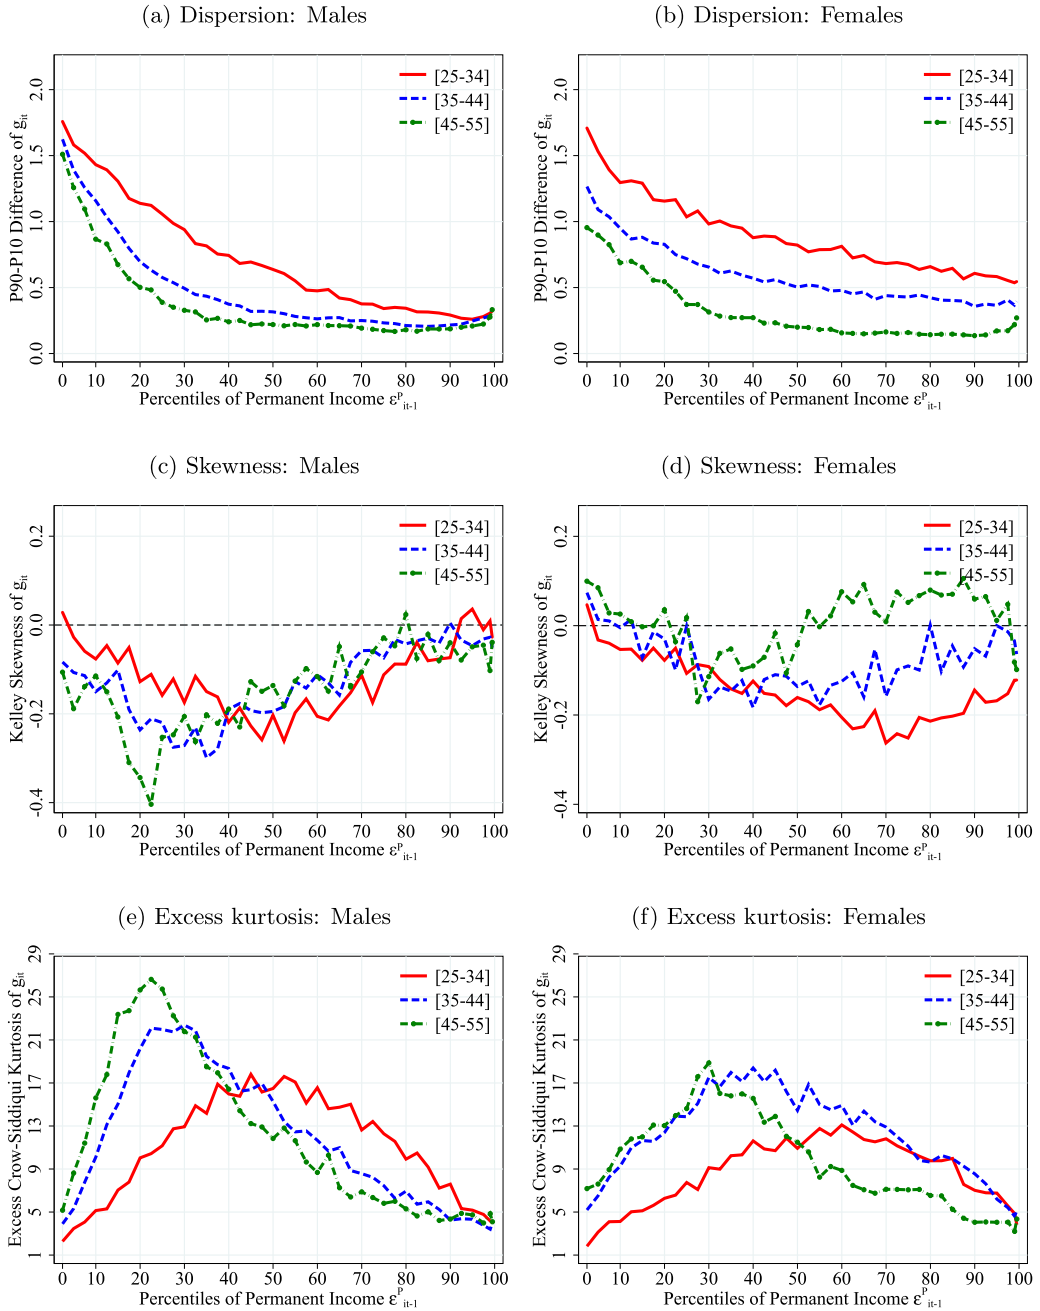 (a) Dispersion: Males
P90-P10 Difference of g_it
2.0
1.5
1.0
0.5
0.0
[25-34]
[35-44]
[45-55]
0 10 20 30 40 50 60 70 80 90 100
Percentiles of Permanent Income ε^P_it-1
(b) Dispersion: Females
P90-P10 Difference of g_it
2.0
1.5
1.0
0.5
0.0
[25-34]
[35-44]
[45-55]
0 10 20 30 40 50 60 70 80 90 100
Percentiles of Permanent Income ε^P_it-1
(c) Skewness: Males
Kelley Skewness of g_it
0.2
0.0
-0.2
-0.4
[25-34]
[35-44]
[45-55]
0 10 20 30 40 50 60 70 80 90 100
Percentiles of Permanent Income ε^P_it-1
(d) Skewness: Females
Kelley Skewness of g_it
0.2
0.0
-0.2
-0.4
[25-34]
[35-44]
[45-55]
0 10 20 30 40 50 60 70 80 90 100
Percentiles of Permanent Income ε^P_it-1
(e) Excess kurtosis: Males
Excess Crow-Siddiqui Kurtosis of g_it
29
25
21
17
13
9
5
1
[25-34]
[35-44]
[45-55]
0 10 20 30 40 50 60 70 80 90 100
Percentiles of Permanent Income ε^P_it-1
(f) Excess kurtosis: Females
Excess Crow-Siddiqui Kurtosis of g_it
29
25
21
17
13
9
5
1
[25-34]
[35-44]
[45-55]
0 10 20 30 40 50 60 70 80 90 100
Percentiles of Permanent Income ε^P_it-1